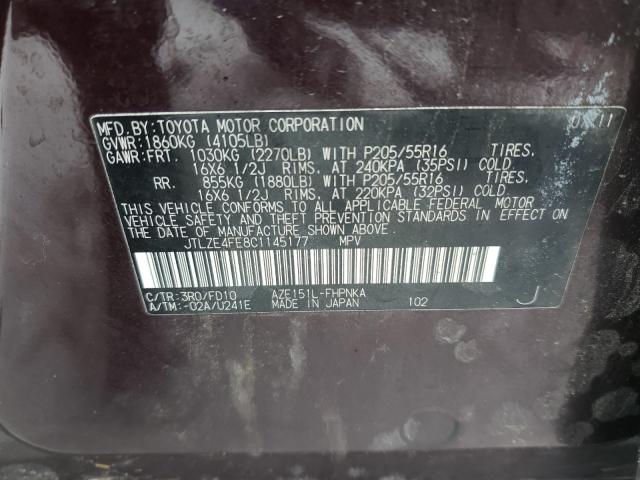 MFD.BY:TOYOTA MOTOR CORPORATION
GVWR:1860KG (4105LB)
GAWR:FRT. 1030KG (2270LB) WITH P205/55R16 TIRES,
16X6 1/2J RIMS, AT 240KPA (35PSI) COLD
RR. 855KG (1880LB) WITH P205/55R16 TIRES,
16X6 1/2J RIMS, AT 220KPA (32PSI) COLD
THIS VEHICLE CONFORMS TO ALL APPLICABLE FEDERAL MOTOR
VEHICLE SAFETY AND THEFT PREVENTION STANDARDS IN EFFECT ON
THE DATE OF MANUFACTURE SHOWN ABOVE.
JTLZE4FE8C1145177 MPV
C/TR:3R0/FD10 AZE151L-FHPNKA
A/TM:-02A/U241E MADE IN JAPAN 102 J